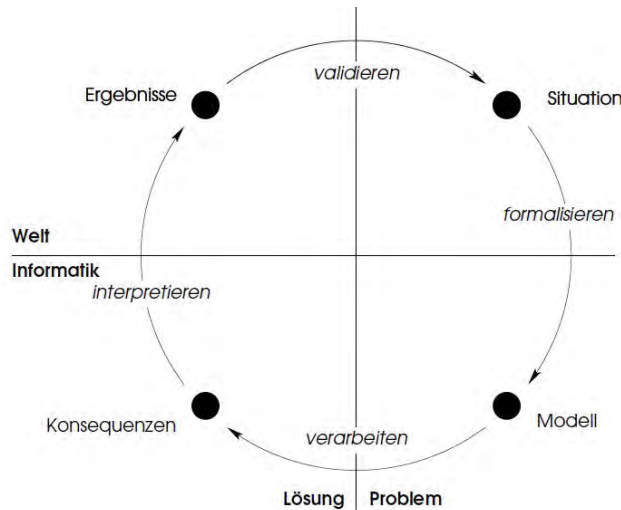 validieren
Ergebnisse
Situation
formalisieren
Welt
Informatik
interpretieren
Konsequenzen
Modell
verarbeiten
Lösung Problem